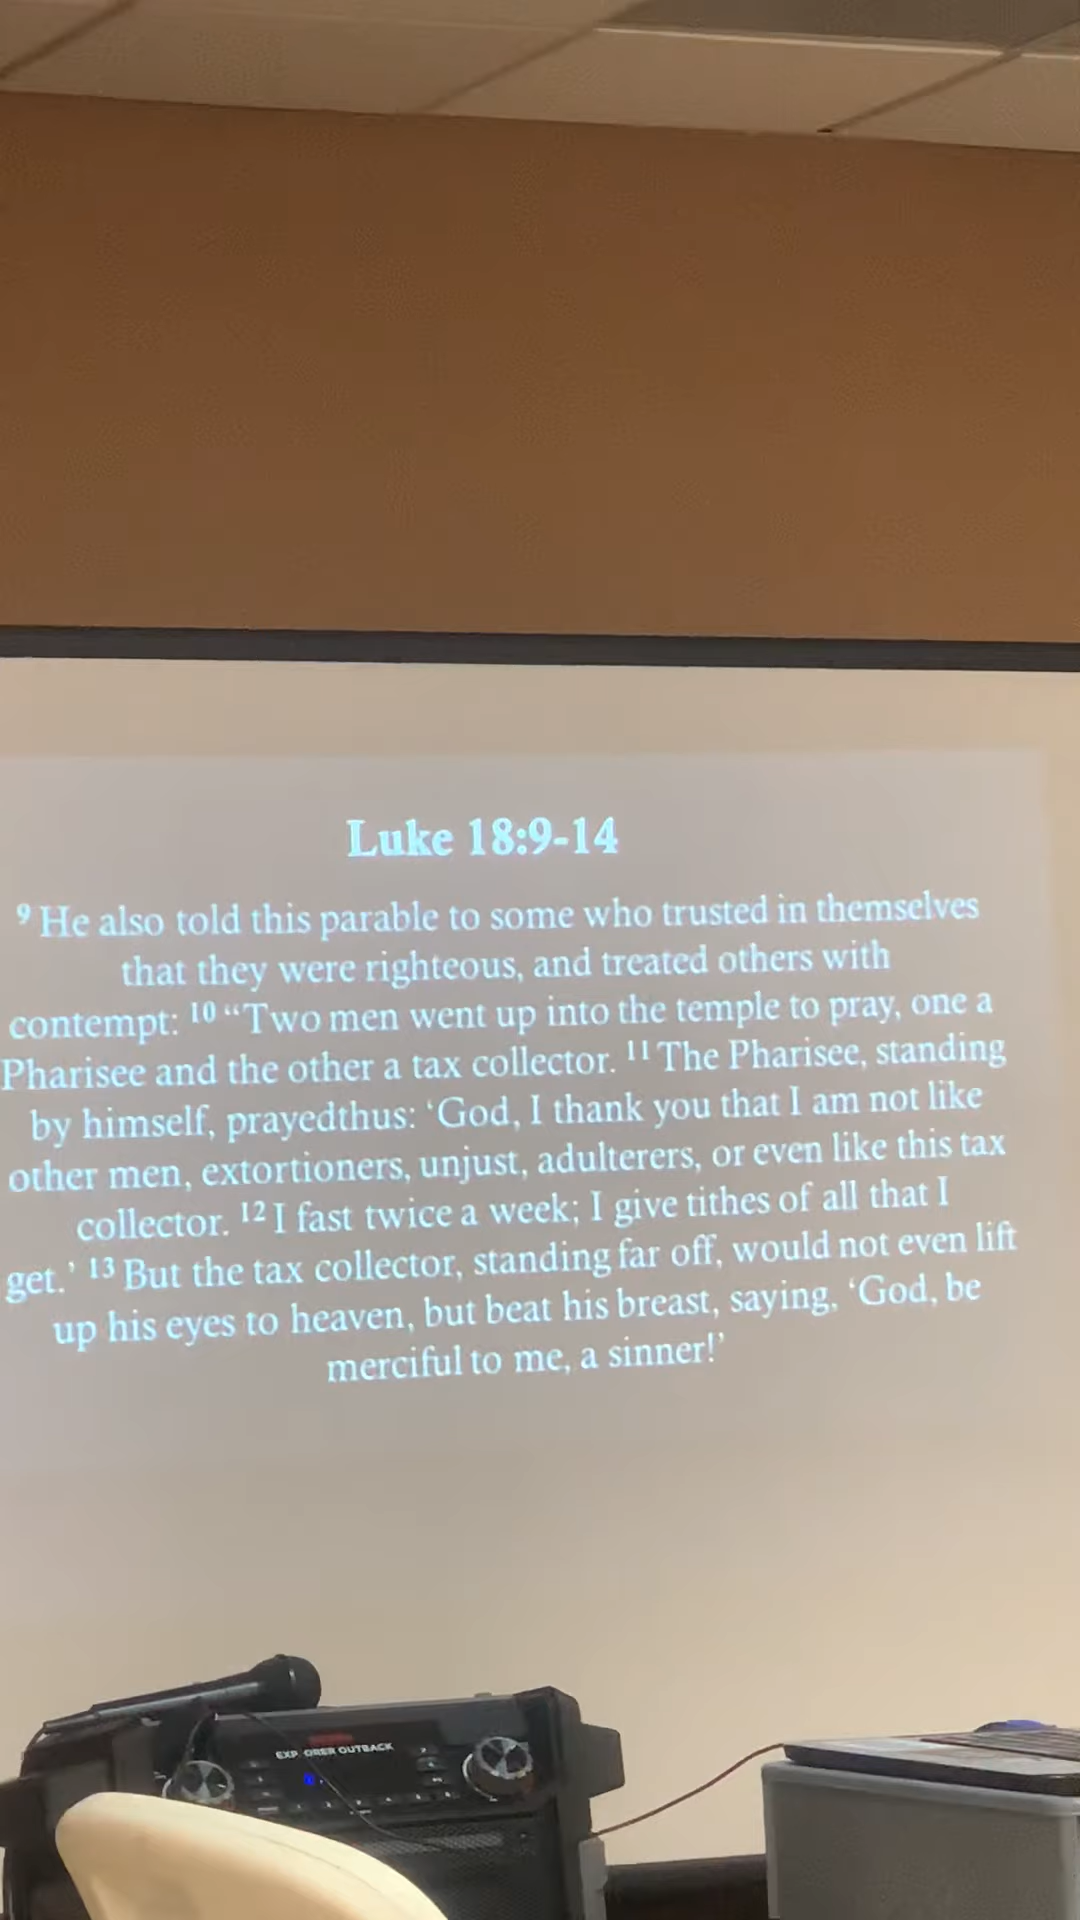 Luke 18:9-14
9 He also told this parable to some who trusted in themselves
that they were righteous, and treated others with
contempt: 10 “Two men went up into the temple to pray, one a
Pharisee and the other a tax collector. 11 The Pharisee, standing
by himself, prayedthus: ‘God, I thank you that I am not like
other men, extortioners, unjust, adulterers, or even like this tax
collector. 12 I fast twice a week; I give tithes of all that I
get.’ 13 But the tax collector, standing far off, would not even lift
up his eyes to heaven, but beat his breast, saying, ‘God, be
merciful to me, a sinner!’
OUTBACK